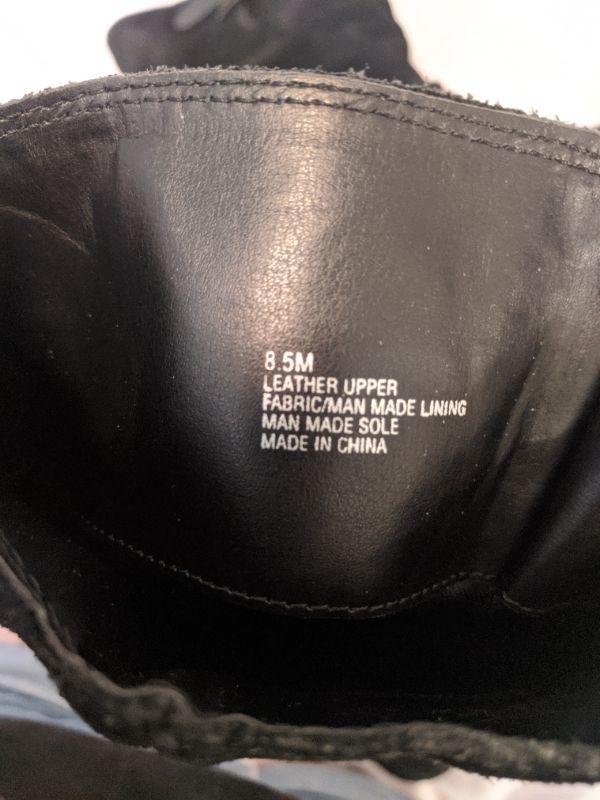 8.5M
LEATHER UPPER
FABRIC/MAN MADE LINING
MAN MADE SOLE
MADE IN CHINA